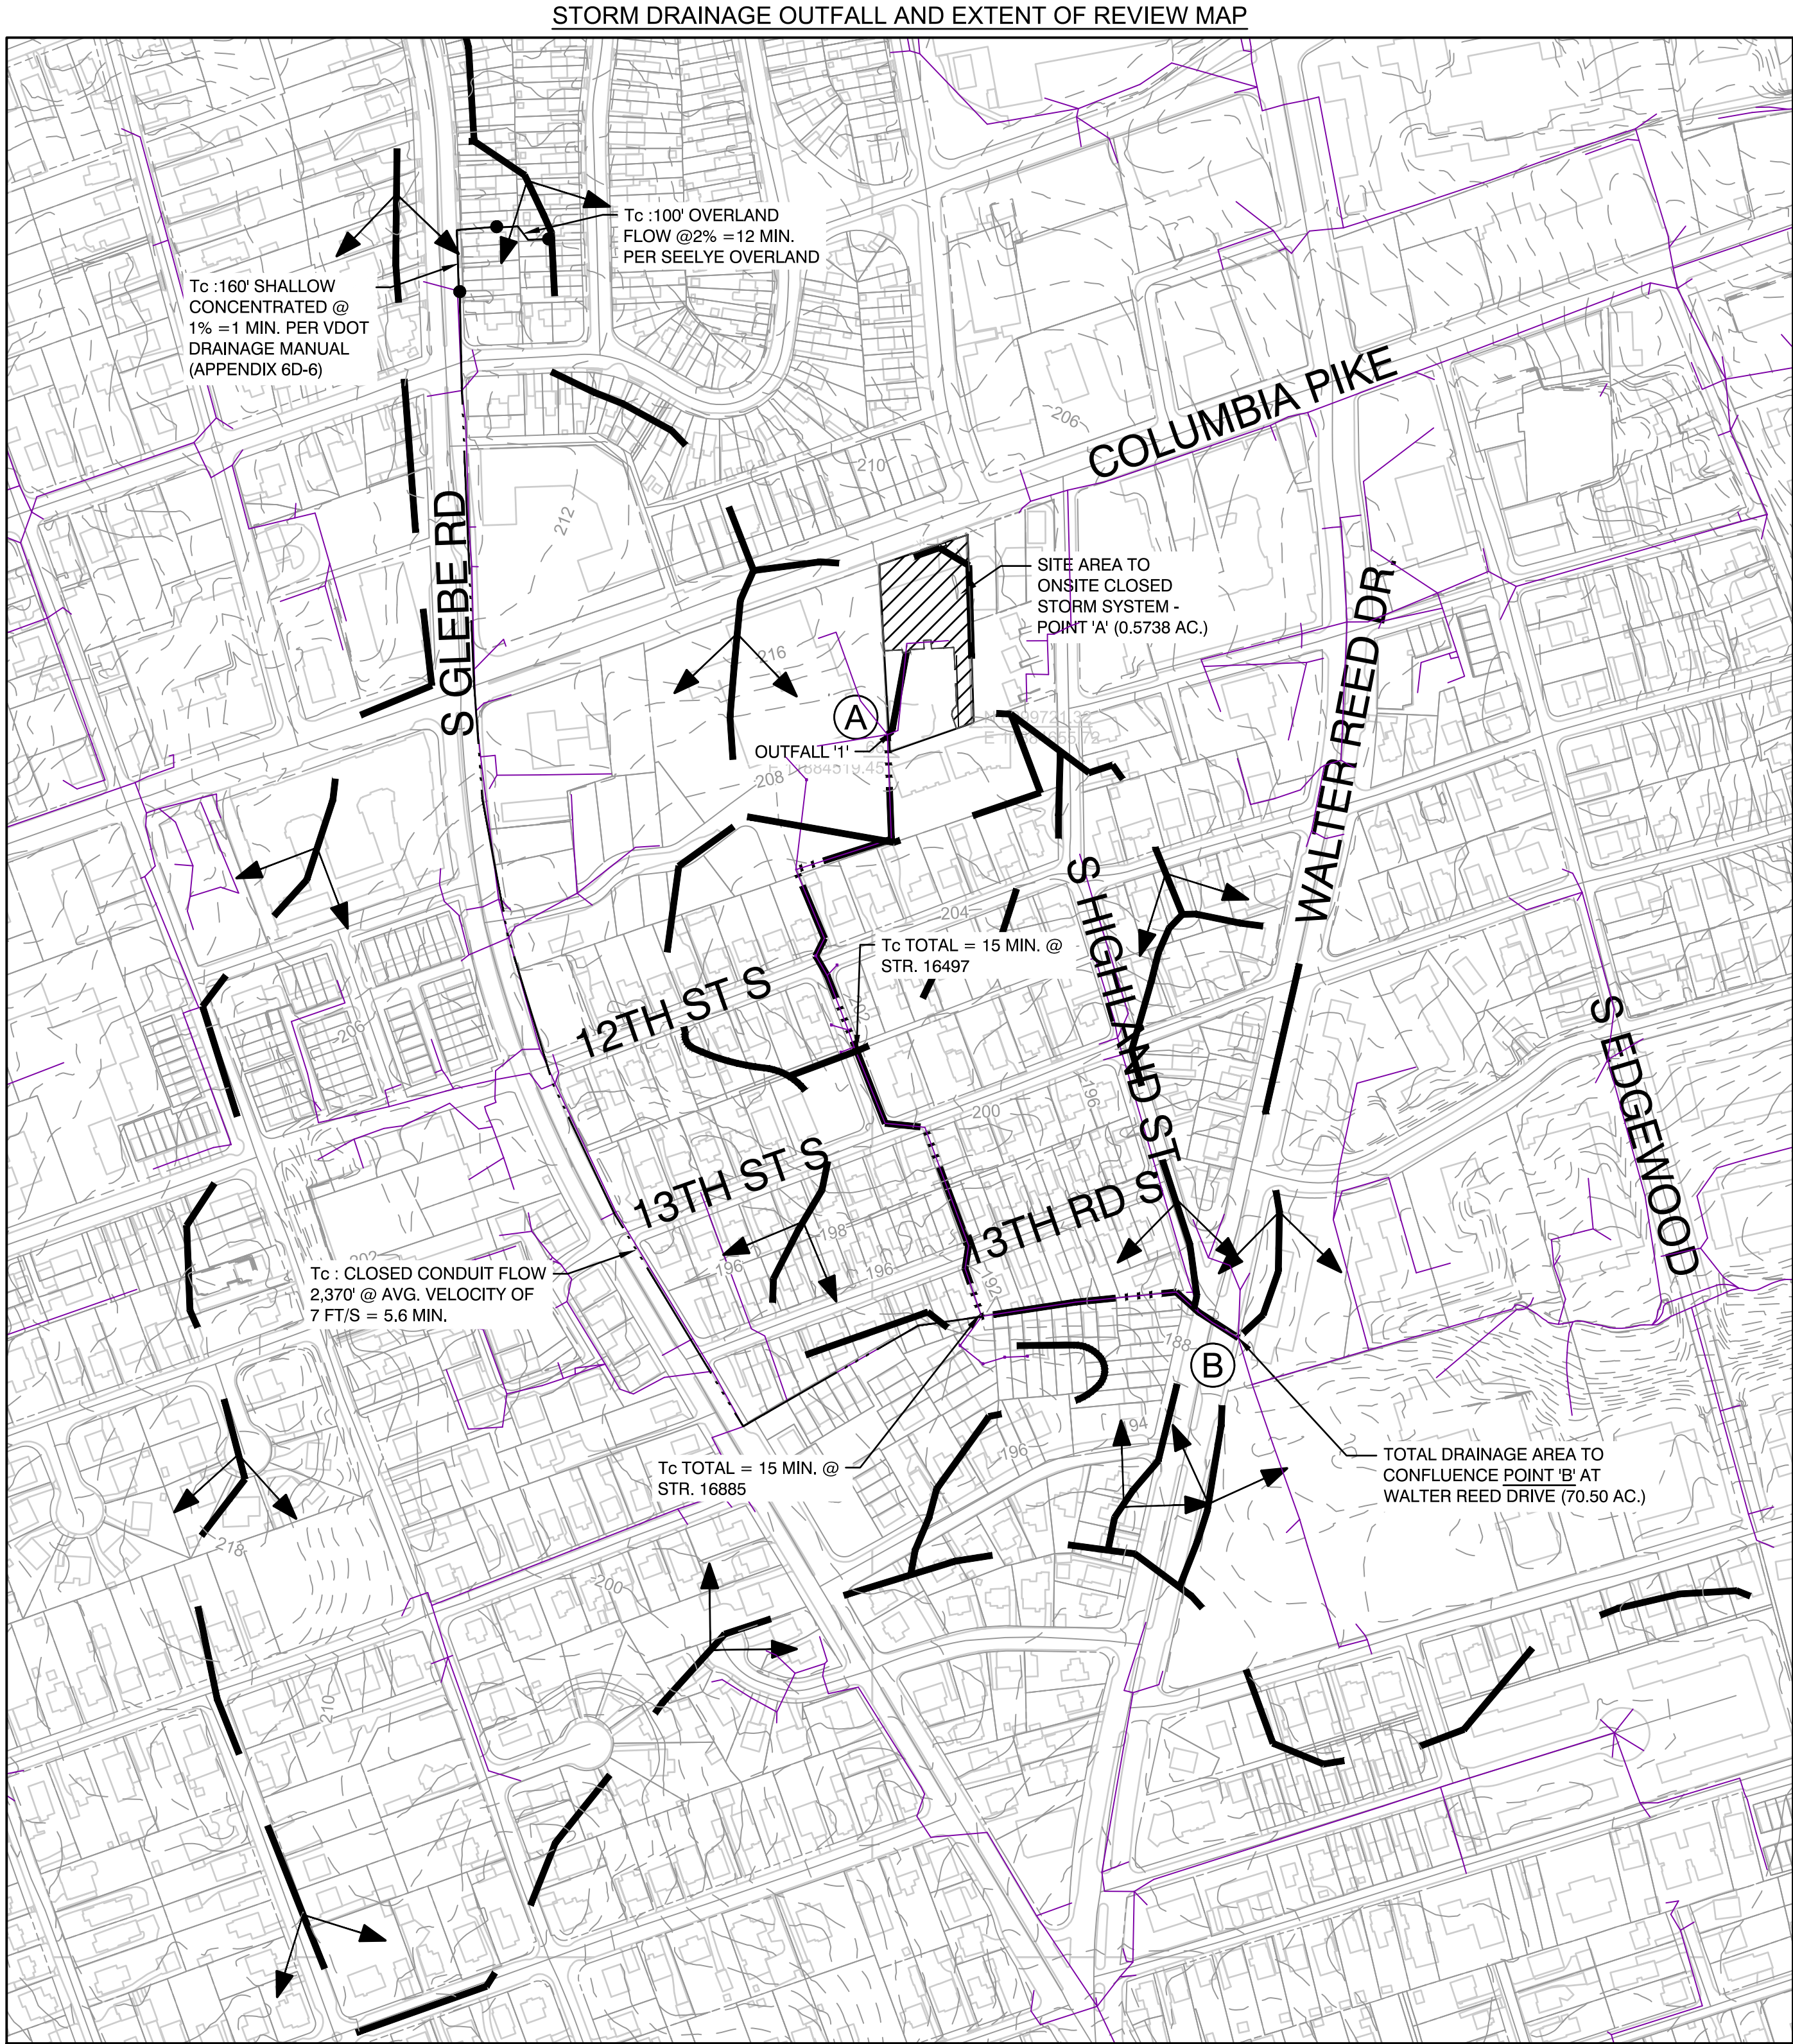 STORM DRAINAGE OUTFALL AND EXTENT OF REVIEW MAP
Tc :100' OVERLAND
FLOW @2% =12 MIN.
PER SEELYE OVERLAND
Tc :160' SHALLOW
CONCENTRATED @
1% =1 MIN. PER VDOT
DRAINAGE MANUAL
(APPENDIX 6D-6)
COLUMBIA PIKE
206
210
212
S GLEBE RD
SITE AREA TO
ONSITE CLOSED
STORM SYSTEM -
POINT 'A' (0.5738 AC.)
WALTER REED DR.
216
A
OUTFALL '1'
208
S HIGHLAND ST
204
Tc TOTAL = 15 MIN. @
STR. 16497
12TH ST S
206
S EDGEWOOD
200
196
13TH ST S
13TH RD S
198
196
196
192
Tc : CLOSED CONDUIT FLOW
2,370' @ AVG. VELOCITY OF
7 FT/S = 5.6 MIN.
188
B
194
196
Tc TOTAL = 15 MIN. @
STR. 16885
TOTAL DRAINAGE AREA TO
CONFLUENCE POINT 'B' AT
WALTER REED DRIVE (70.50 AC.)
218
200
210